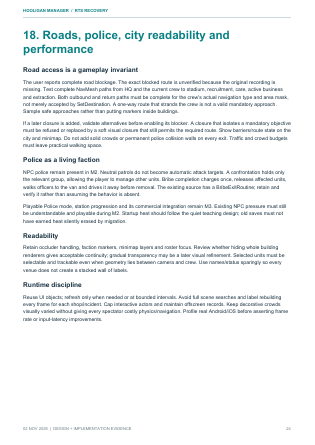 HOOLIGAN MANAGER / RTS RECOVERY
18. Roads, police, city readability and
performance
Road access is a gameplay invariant
The user reports complete road blockage. The exact blocked route is unverified because the original recording is
missing. Test complete NavMesh paths from HQ and the current crew to stadium, recruitment, care, active business
and extraction. Both outbound and return paths must be complete for the crew's actual navigation type and area mask,
not merely accepted by SetDestination. A one-way route that strands the crew is not a valid mandatory approach.
Sample safe approaches rather than putting markers inside buildings.
If a later closure is added, validate alternatives before enabling its blocker. A closure that isolates a mandatory objective
must be refused or replaced by a soft visual closure that still permits the required route. Show barriers/route state on the
city and minimap. Do not add solid crowds or permanent police collision walls on every exit. Traffic and crowd budgets
must leave practical walking space.
Police as a living faction
NPC police remain present in M2. Neutral patrols do not become automatic attack targets. A confrontation holds only
the relevant group, allowing the player to manage other units. Bribe completion charges once, releases affected units,
walks officers to the van and drives it away before removal. The existing source has a BribeExitRoutine; retain and
verify it rather than assuming the behavior is absent.
Playable Police mode, station progression and its commercial integration remain M3. Existing NPC pressure must still
be understandable and playable during M2. Startup heat should follow the quiet teaching design; old saves must not
have earned heat silently erased by migration.
Readability
Retain occluder handling, faction markers, minimap layers and roster focus. Review whether hiding whole building
renderers gives acceptable continuity; gradual transparency may be a later visual refinement. Selected units must be
selectable and trackable even when geometry lies between camera and crew. Use names/status sparingly so every
venue does not create a stacked wall of labels.
Runtime discipline
Reuse UI objects; refresh only when needed or at bounded intervals. Avoid full scene searches and label rebuilding
every frame for each shop/incident. Cap interactive actors and maintain offscreen records. Keep decorative crowds
visually varied without giving every spectator costly physics/navigation. Profile real Android/iOS before asserting frame
rate or input-latency improvements.
02 NOV 2025 | DESIGN + IMPLEMENTATION EVIDENCE